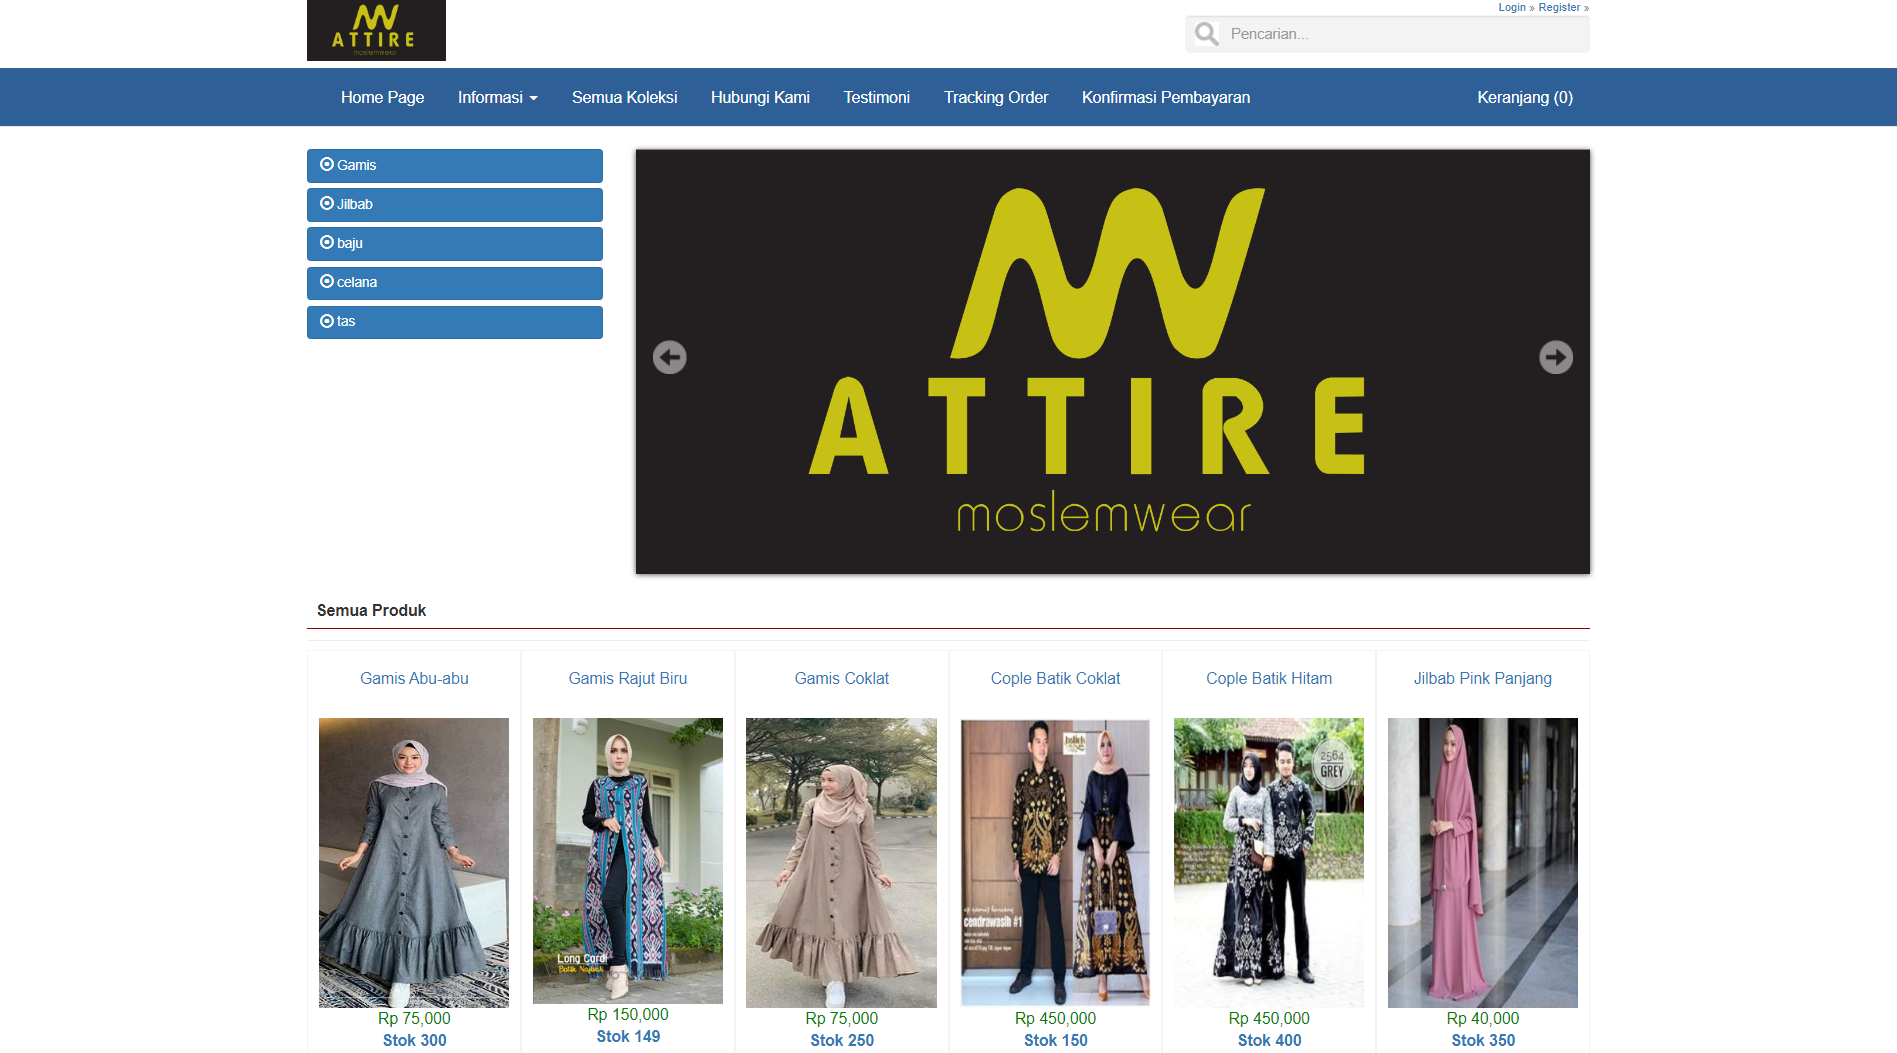 ATTIRE
moslemwear
Login » Register »
Pencarian...
Home Page Informasi Semua Koleksi Hubungi Kami Testimoni Tracking Order Konfirmasi Pembayaran Keranjang (0)
Gamis
Jilbab
baju
celana
tas
ATTIRE
moslemwear
Semua Produk
Gamis Abu-abu
Gamis Rajut Biru
Gamis Coklat
Cople Batik Coklat
Cople Batik Hitam
Jilbab Pink Panjang
Long Cardi
batik
cendrawasih #1
2564
GREY
Rp 75,000
Stok 300
Rp 150,000
Stok 149
Rp 75,000
Stok 250
Rp 450,000
Stok 150
Rp 450,000
Stok 400
Rp 40,000
Stok 350